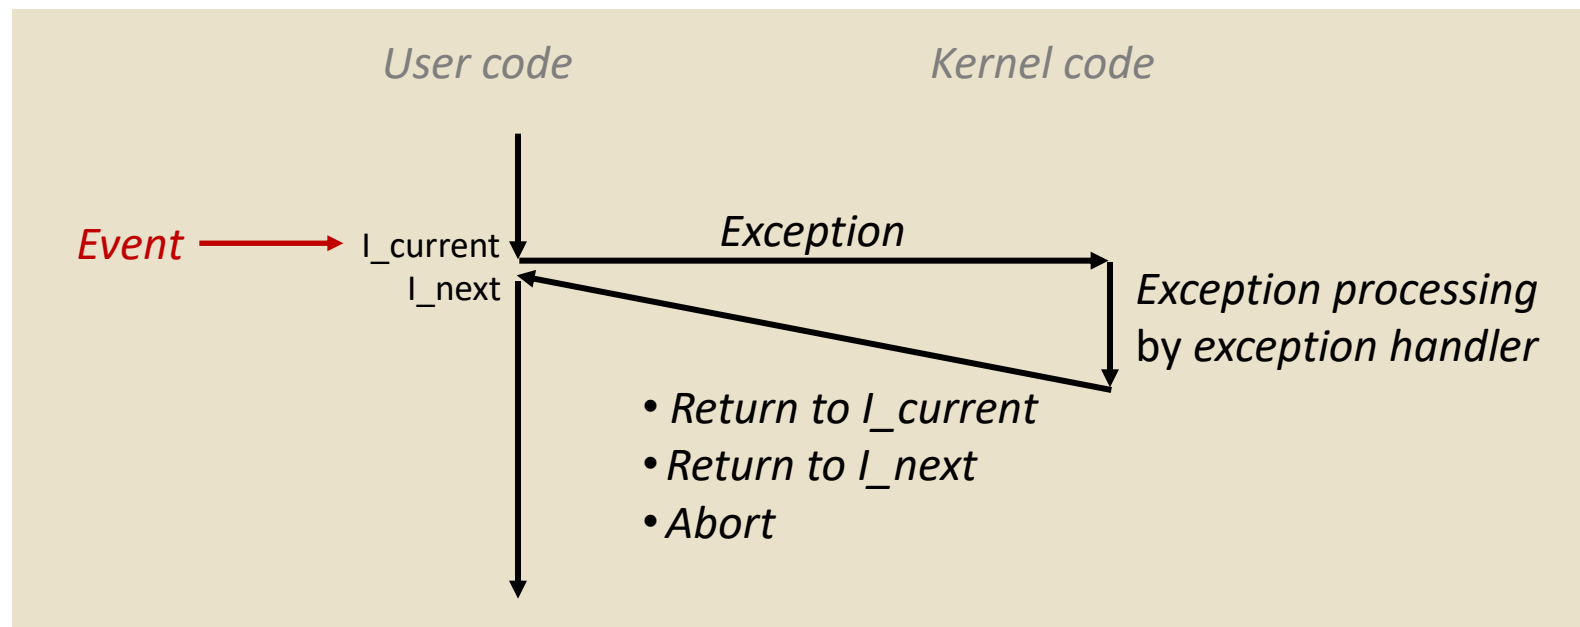 User code
Kernel code
Event
I_current
Exception
I_next
Exception processing
by exception handler
• Return to I_current
• Return to I_next
• Abort